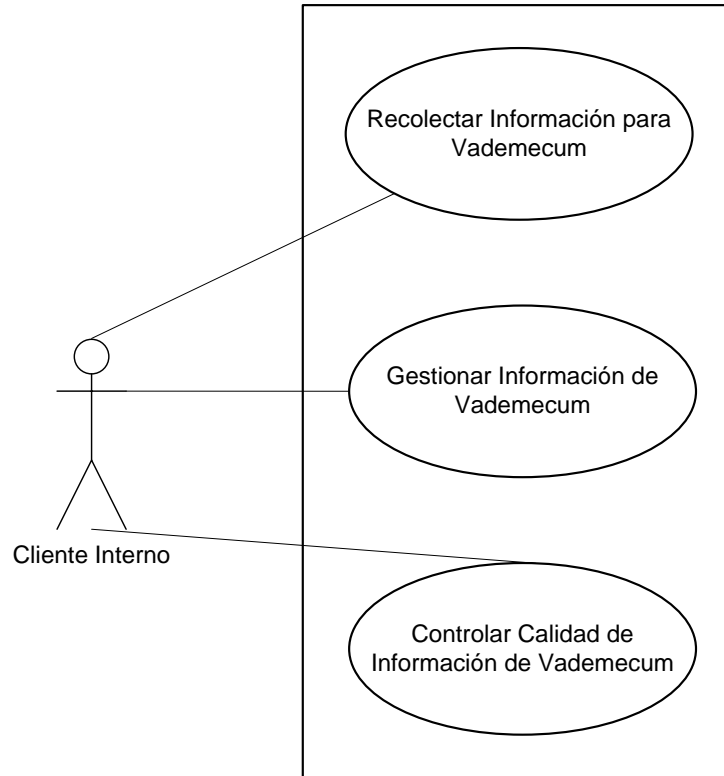 Recolectar Información para
Vademecum
Gestionar Información de
Vademecum
Cliente Interno
Controlar Calidad de
Información de Vademecum